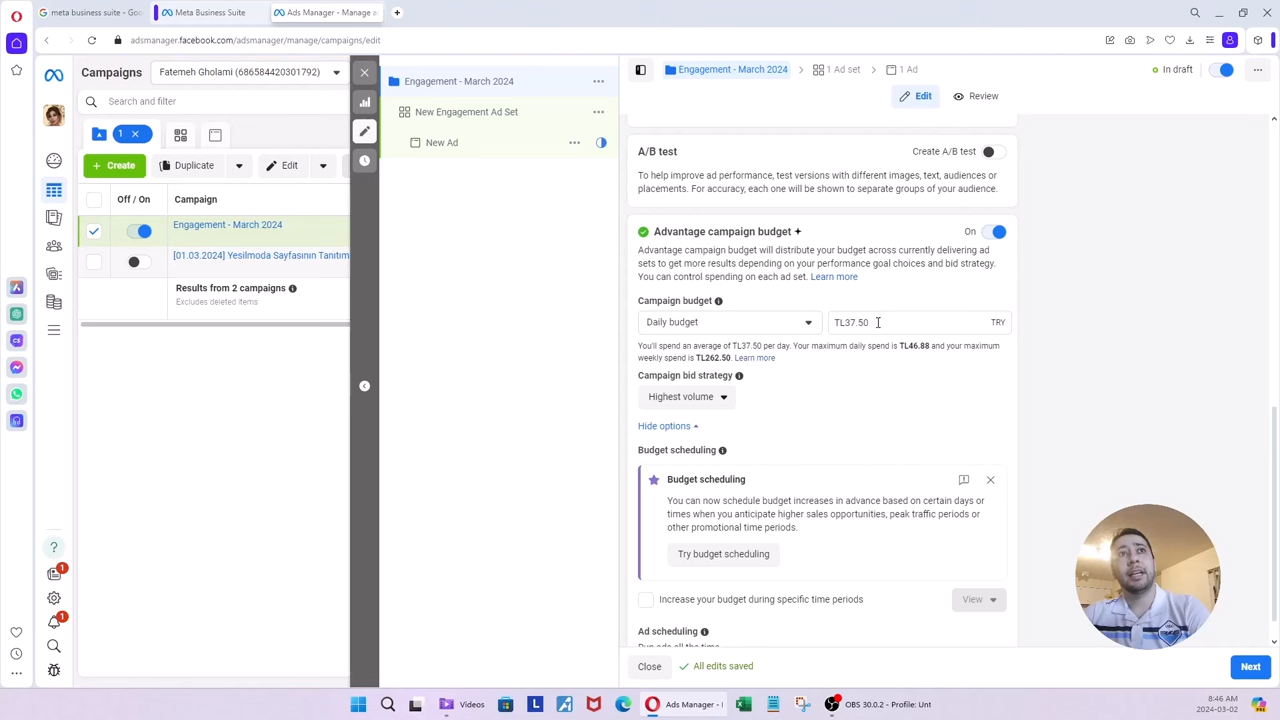 meta business suite - Goo
Meta Business Suite
Ads Manager - Manage a
adsmanager.facebook.com/adsmanager/manage/campaigns/edit
Campaigns
Fatemeh Gholami (686584420301792)
Search and filter
1
Create
Duplicate
Edit
Off / On
Campaign
Engagement - March 2024
[01.03.2024] Yesilmoda Sayfasının Tanıtım
Results from 2 campaigns
Excludes deleted items
1
1
Engagement - March 2024
New Engagement Ad Set
New Ad
Engagement - March 2024
1 Ad set
1 Ad
In draft
Edit
Review
A/B test
Create A/B test
To help improve ad performance, test versions with different images, text, audiences or
placements. For accuracy, each one will be shown to separate groups of your audience.
Advantage campaign budget
On
Advantage campaign budget will distribute your budget across currently delivering ad
sets to get more results depending on your performance goal choices and bid strategy.
You can control spending on each ad set. Learn more
Campaign budget
Daily budget
TL37.50
TRY
You'll spend an average of TL37.50 per day. Your maximum daily spend is TL46.88 and your maximum
weekly spend is TL262.50. Learn more
Campaign bid strategy
Highest volume
Hide options
Budget scheduling
Budget scheduling
You can now schedule budget increases in advance based on certain days or
times when you anticipate higher sales opportunities, peak traffic periods or
other promotional time periods.
Try budget scheduling
Increase your budget during specific time periods
View
Ad scheduling
Run ads all the time
Close
All edits saved
Next
Videos
Ads Manager -
OBS 30.0.2 - Profile: Unt
8:46 AM
2024-03-02